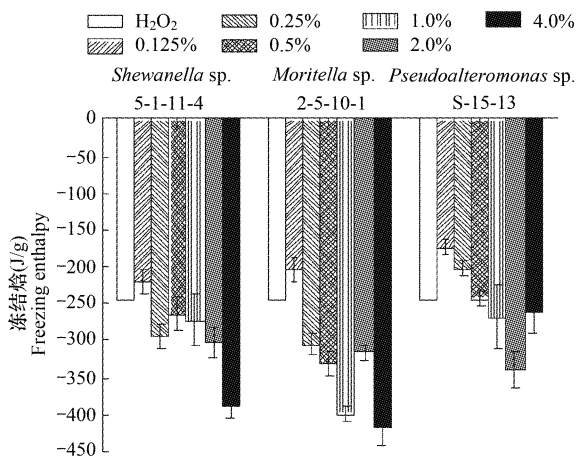 H₂O₂ 0.25% 1.0% 4.0%
0.125% 0.5% 2.0%
Shewanella sp. Moritella sp. Pseudoalteromonas sp.
5-1-11-4 2-5-10-1 S-15-13
0
−50
−100
−150
−200
−250
−300
−350
−400
−450
冻结焓(J/g)
Freezing enthalpy